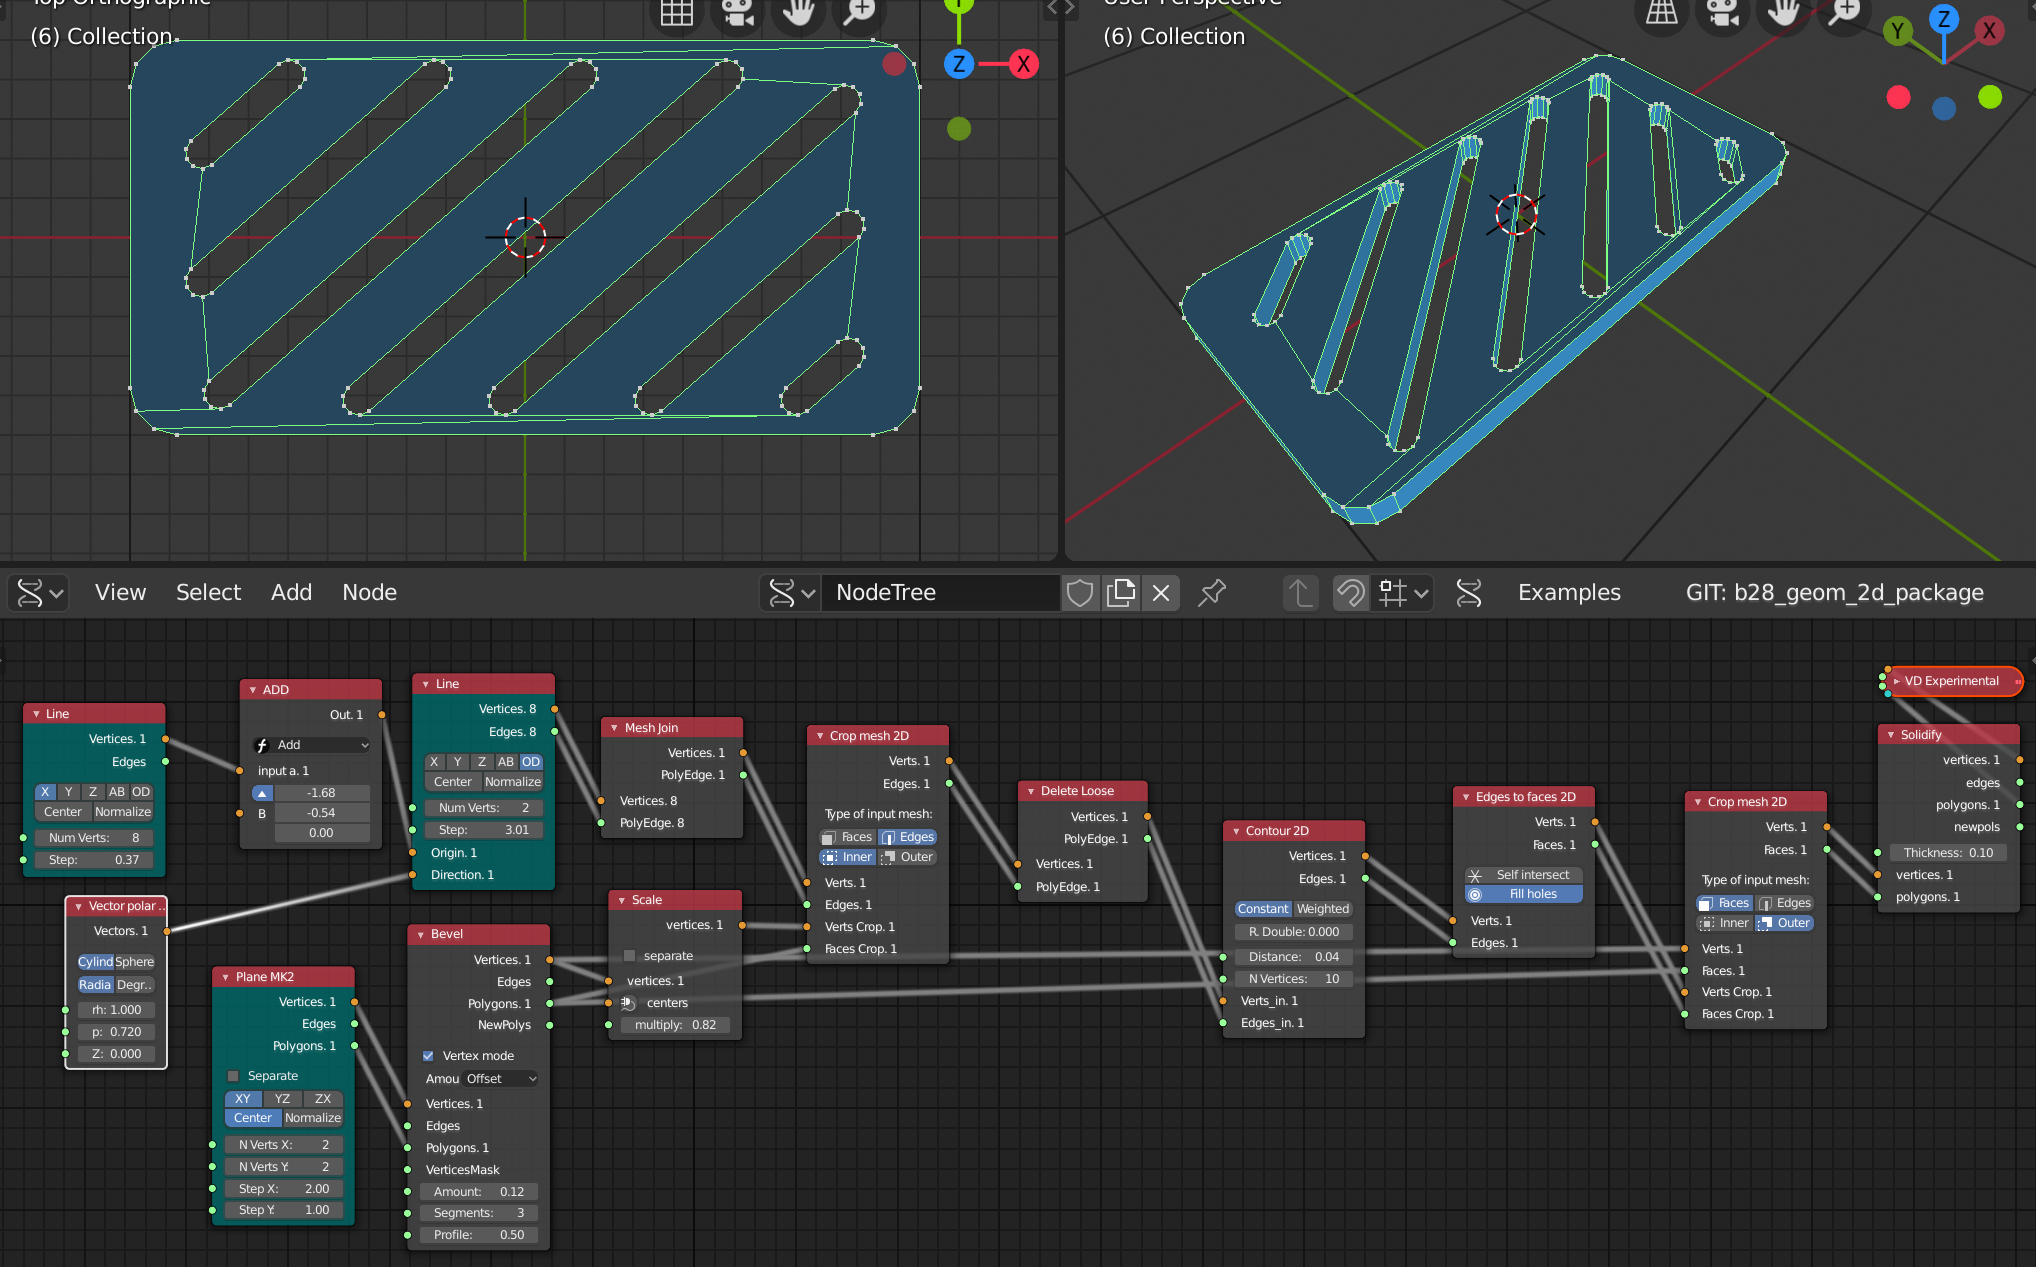 Top Orthographic
(6) Collection
Y
Z
X
User Perspective
(6) Collection
Y
Z
X
View Select Add Node
NodeTree
Examples
GIT: b28_geom_2d_package
Line
Vertices. 1
Edges
X Y Z AB OD
Center Normalize
Num Verts: 8
Step: 0.37
Vector polar ..
Vectors. 1
Cylind Sphere
Radia Degr..
rh: 1.000
p: 0.720
Z: 0.000
ADD
Out. 1
Add
input a. 1
-1.68
B -0.54
0.00
Plane MK2
Vertices. 1
Edges
Polygons. 1
Separate
XY YZ ZX
Center Normalize
N Verts X: 2
N Verts Y: 2
Step X: 2.00
Step Y: 1.00
Line
Vertices. 8
Edges. 8
X Y Z AB OD
Center Normalize
Num Verts: 2
Step: 3.01
Origin. 1
Direction. 1
Bevel
Vertices. 1
Edges
Polygons. 1
NewPolys
Vertex mode
Amou Offset
Vertices. 1
Edges
Polygons. 1
VerticesMask
Amount: 0.12
Segments: 3
Profile: 0.50
Mesh Join
Vertices. 1
PolyEdge. 1
Vertices. 8
PolyEdge. 8
Scale
vertices. 1
separate
vertices. 1
centers
multiply: 0.82
Crop mesh 2D
Verts. 1
Edges. 1
Type of input mesh:
Faces Edges
Inner Outer
Verts. 1
Edges. 1
Verts Crop. 1
Faces Crop. 1
Delete Loose
Vertices. 1
PolyEdge. 1
Vertices. 1
PolyEdge. 1
Contour 2D
Vertices. 1
Edges. 1
Constant Weighted
R. Double: 0.000
Distance: 0.04
N Vertices: 10
Verts_in. 1
Edges_in. 1
Edges to faces 2D
Verts. 1
Faces. 1
Self intersect
Fill holes
Verts. 1
Edges. 1
Crop mesh 2D
Verts. 1
Faces. 1
Type of input mesh:
Faces Edges
Inner Outer
Verts. 1
Faces. 1
Verts Crop. 1
Faces Crop. 1
VD Experimental
Solidify
vertices. 1
edges
polygons. 1
newpols
Thickness: 0.10
vertices. 1
polygons. 1